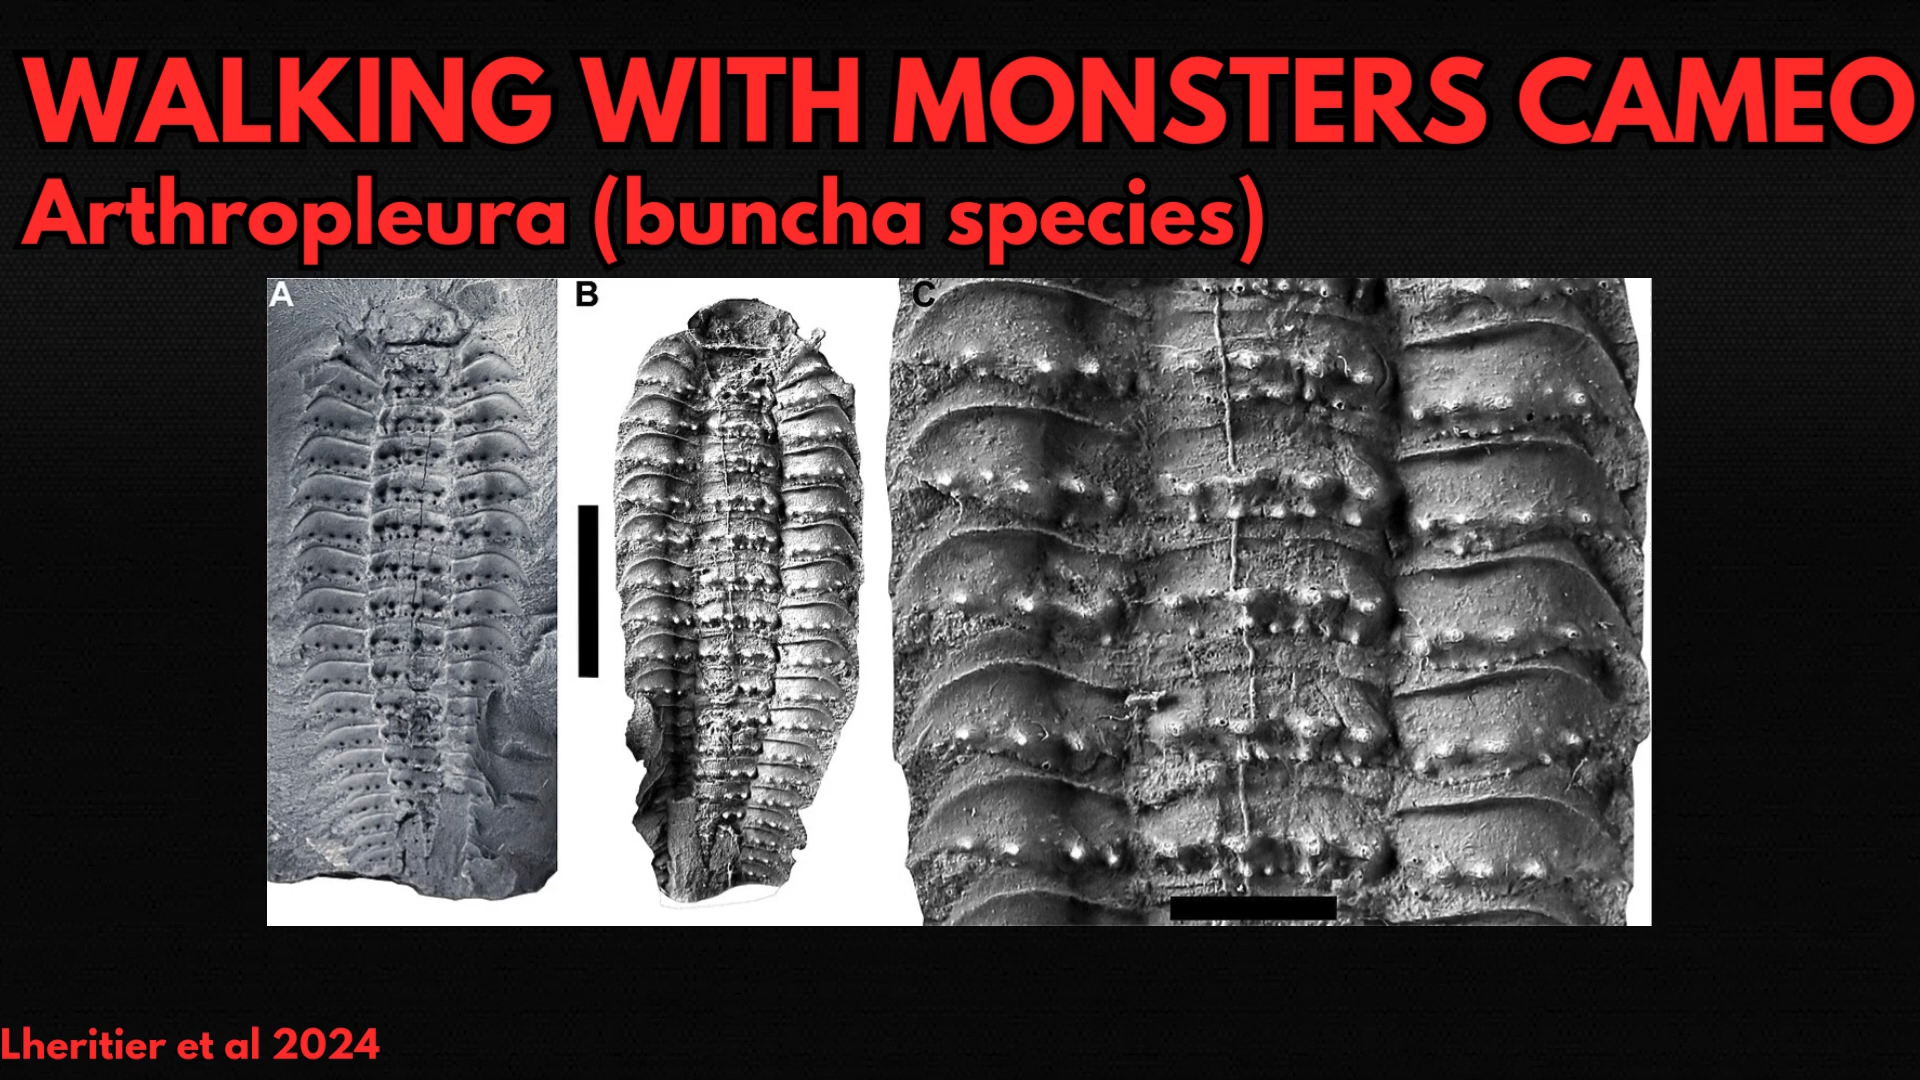 WALKING WITH MONSTERS CAMEO
Arthropleura (buncha species)
A
B
C
Lheritier et al 2024